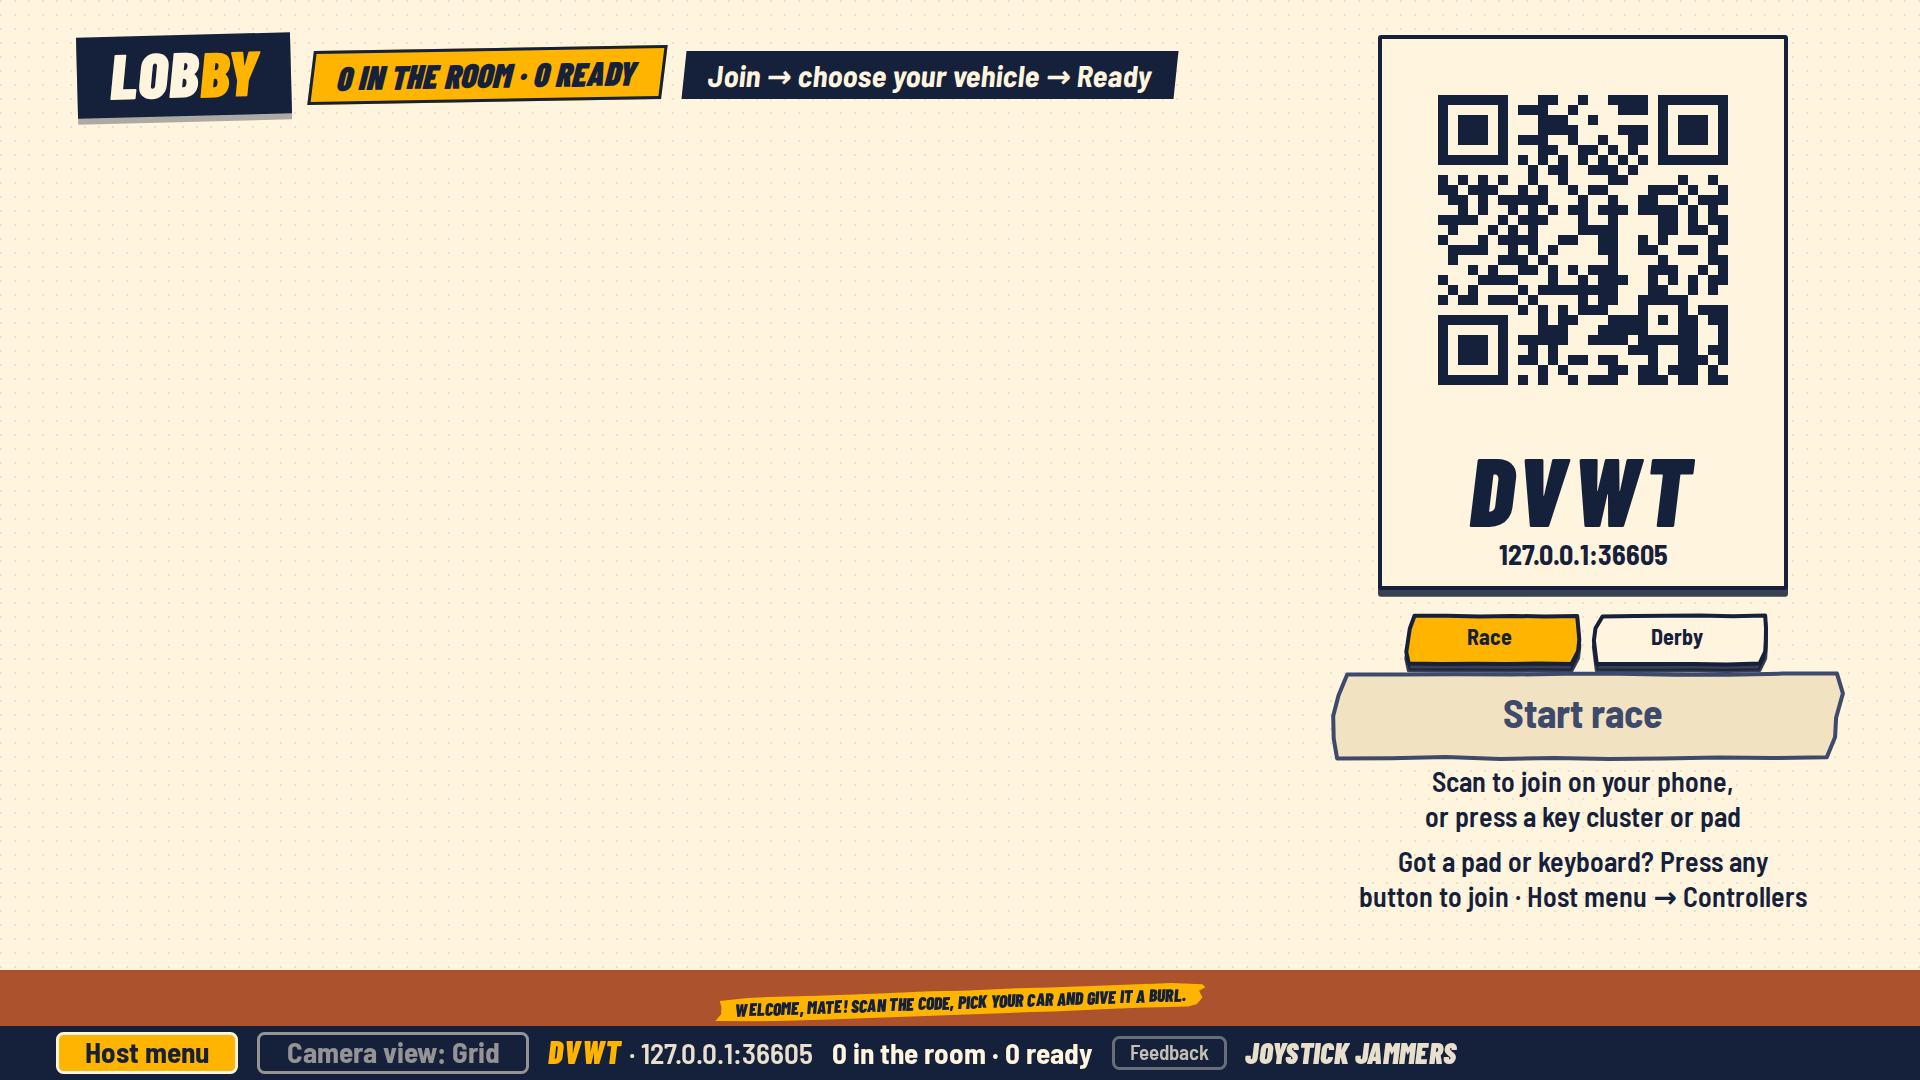 LOBBY
0 IN THE ROOM · 0 READY
Join → choose your vehicle → Ready
DVWT
127.0.0.1:36605
Race
Derby
Start race
Scan to join on your phone,
or press a key cluster or pad
Got a pad or keyboard? Press any
button to join · Host menu → Controllers
WELCOME, MATE! SCAN THE CODE, PICK YOUR CAR AND GIVE IT A BURL.
Host menu
Camera view: Grid
DVWT · 127.0.0.1:36605
0 in the room · 0 ready
Feedback
JOYSTICK JAMMERS